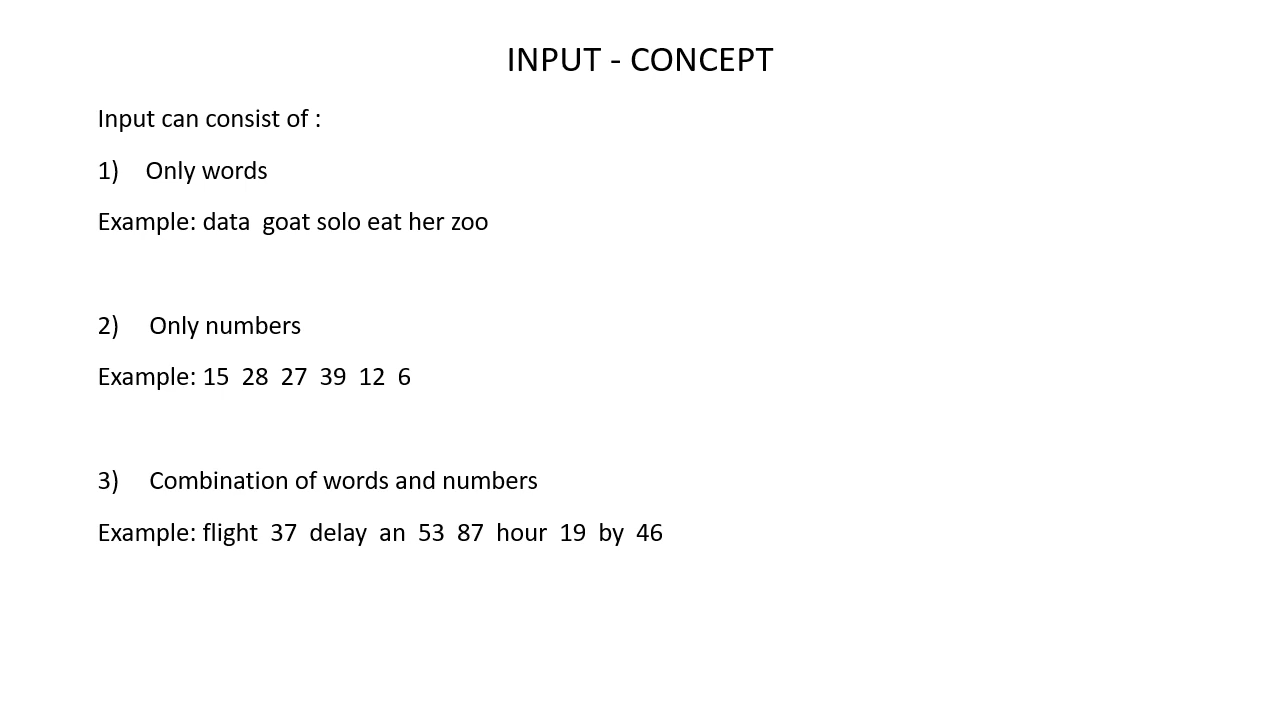 INPUT - CONCEPT
Input can consist of :
1) Only words
Example: data goat solo eat her zoo
2) Only numbers
Example: 15 28 27 39 12 6
3) Combination of words and numbers
Example: flight 37 delay an 53 87 hour 19 by 46